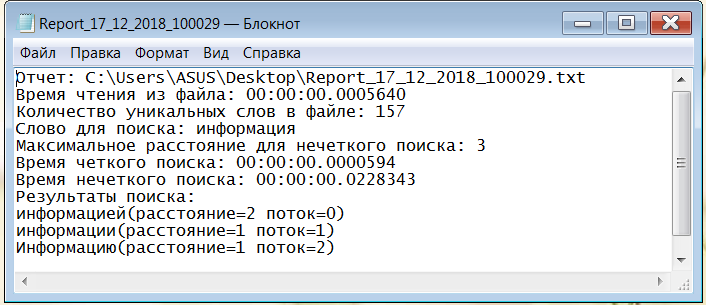 Report_17_12_2018_100029 — Блокнот
Файл Правка Формат Вид Справка
Отчет: C:\Users\ASUS\Desktop\Report_17_12_2018_100029.txt
Время чтения из файла: 00:00:00.0005640
Количество уникальных слов в файле: 157
Слово для поиска: информация
Максимальное расстояние для нечеткого поиска: 3
Время четкого поиска: 00:00:00.0000594
Время нечеткого поиска: 00:00:00.0228343
Результаты поиска:
информацией(расстояние=2 поток=0)
информации(расстояние=1 поток=1)
Информацию(расстояние=1 поток=2)